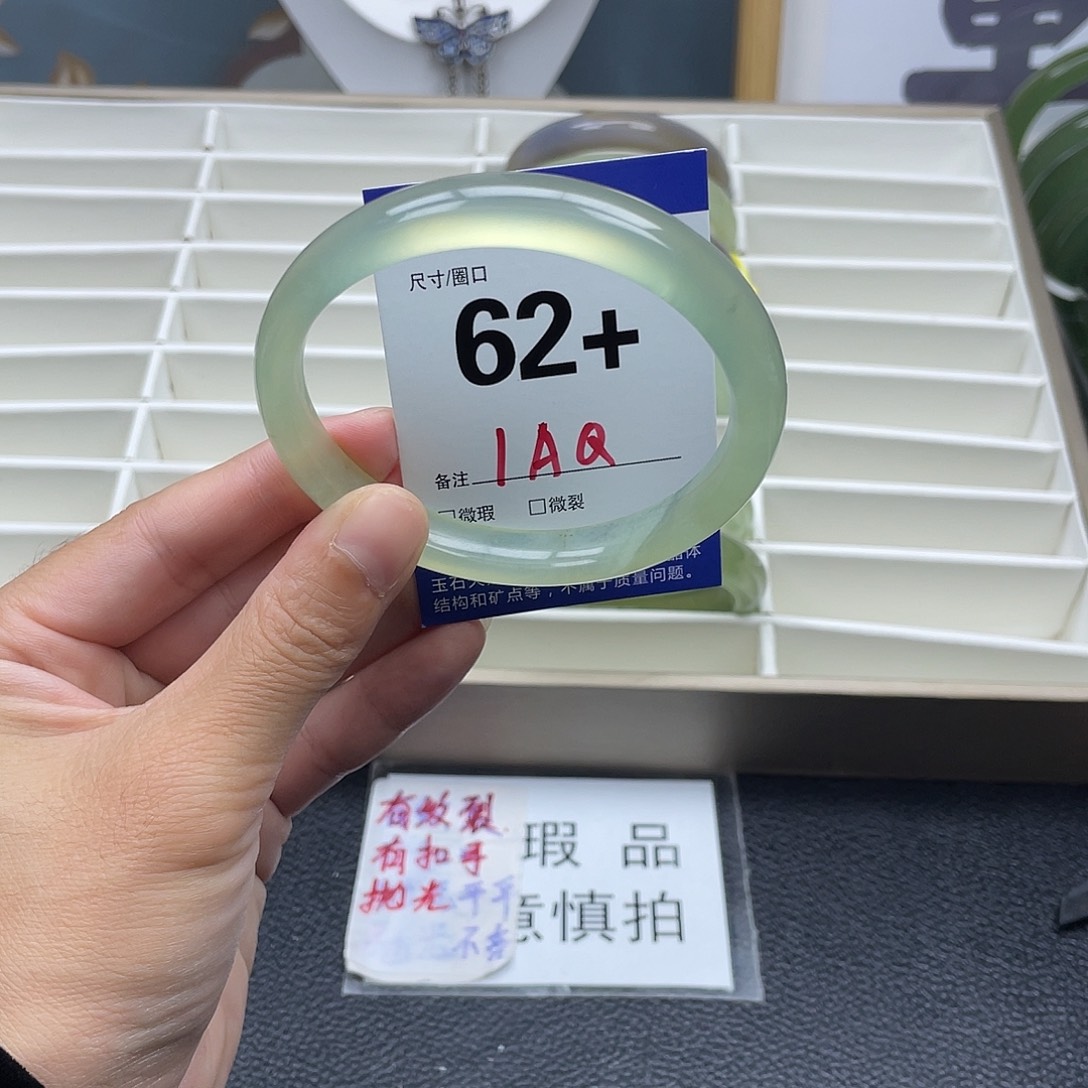 尺寸/圈口
62+
备注 1AQ
□微瑕 □微裂
玉石天
结构和矿点等，不属于质量问题。
有纹裂
有扣手
抛光
瑕品
意慎拍